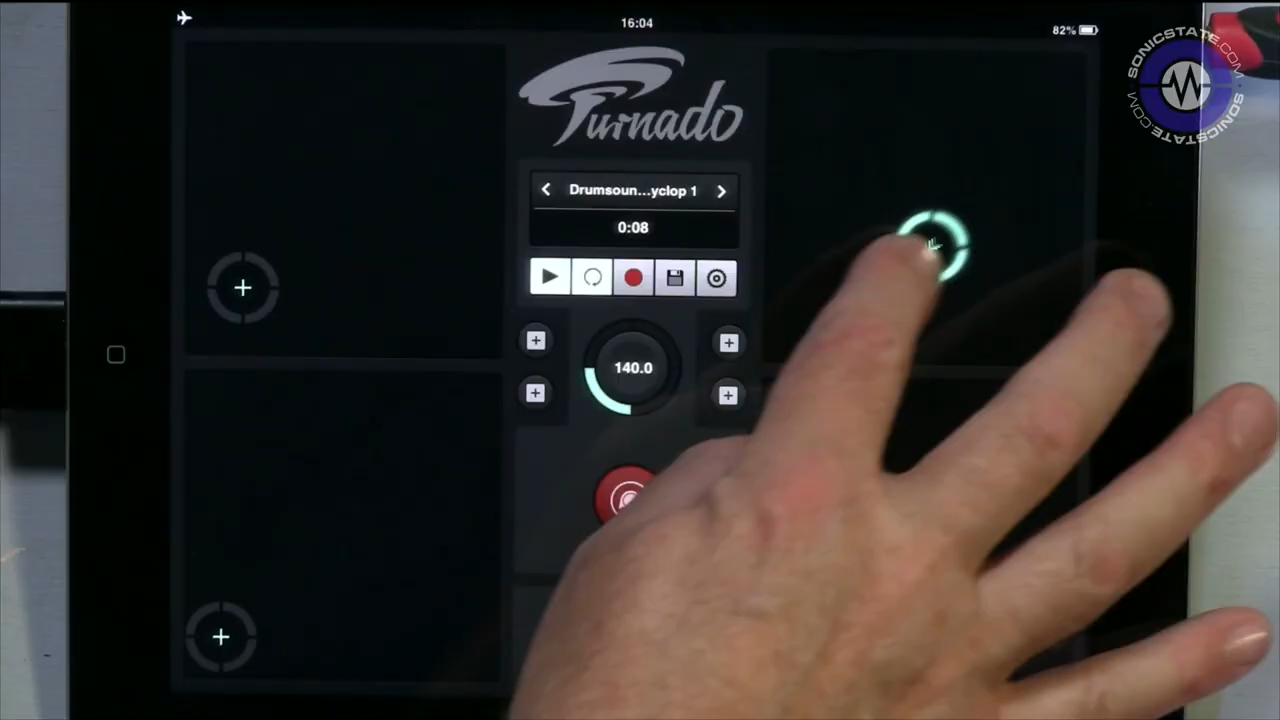 16:04
82%
SONICSTATE.COM
SONICSTATE.COM
Turnado
Drumsoun...yclop 1
0:08
140.0